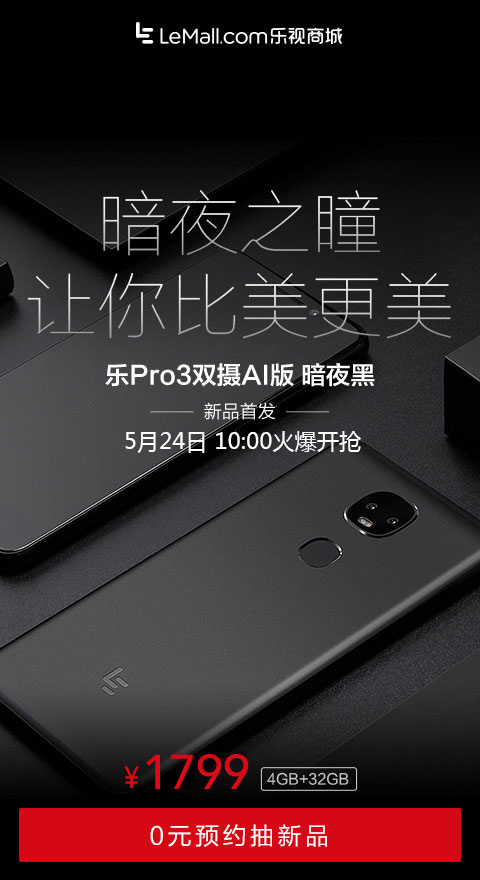 LeMall.com乐视商城
暗夜之瞳
让你比美更美
乐Pro3双摄AI版 暗夜黑
新品首发
5月24日 10:00火爆开抢
¥1799 4GB+32GB
0元预约抽新品